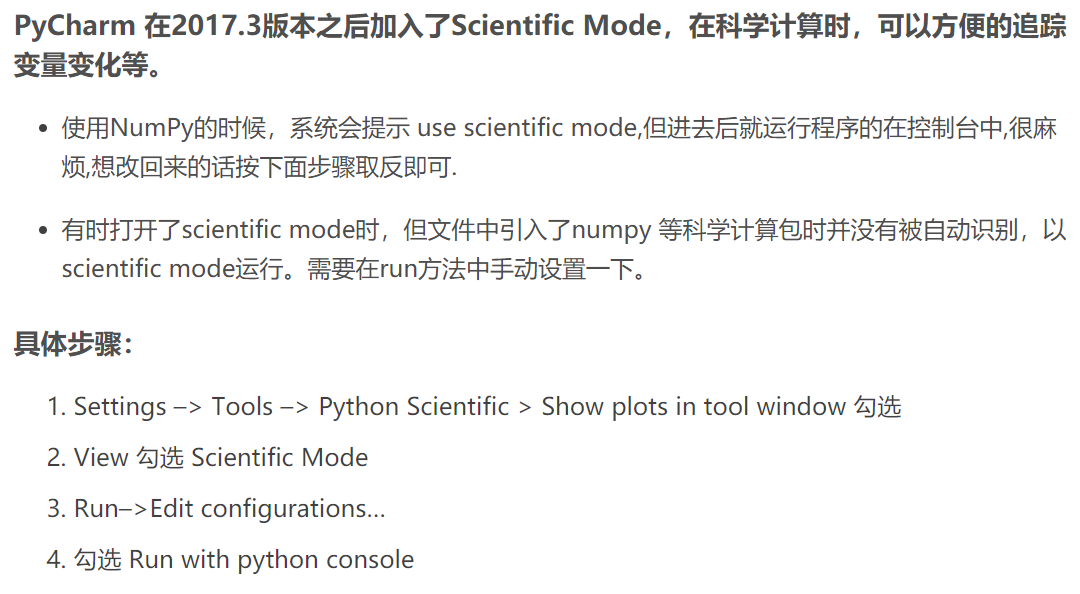 PyCharm 在2017.3版本之后加入了Scientific Mode，在科学计算时，可以方便的追踪
变量变化等。
• 使用NumPy的时候，系统会提示 use scientific mode,但进去后就运行程序的在控制台中,很麻
烦,想改回来的话按下面步骤取反即可.
• 有时打开了scientific mode时，但文件中引入了numpy 等科学计算包时并没有被自动识别，以
scientific mode运行。需要在run方法中手动设置一下。
具体步骤：
1. Settings –> Tools –> Python Scientific > Show plots in tool window 勾选
2. View 勾选 Scientific Mode
3. Run–>Edit configurations…
4. 勾选 Run with python console